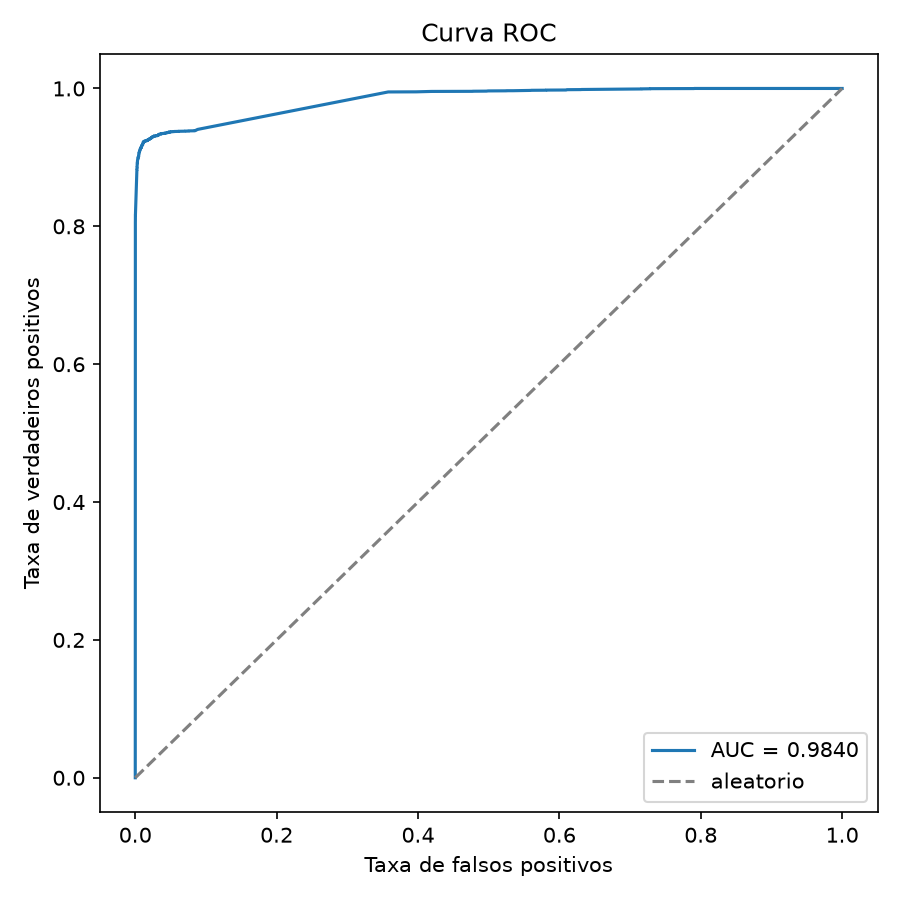 Curva ROC
1.0
0.8
0.6
0.4
0.2
0.0
Taxa de verdadeiros positivos
AUC = 0.9840
aleatorio
0.0 0.2 0.4 0.6 0.8 1.0
Taxa de falsos positivos